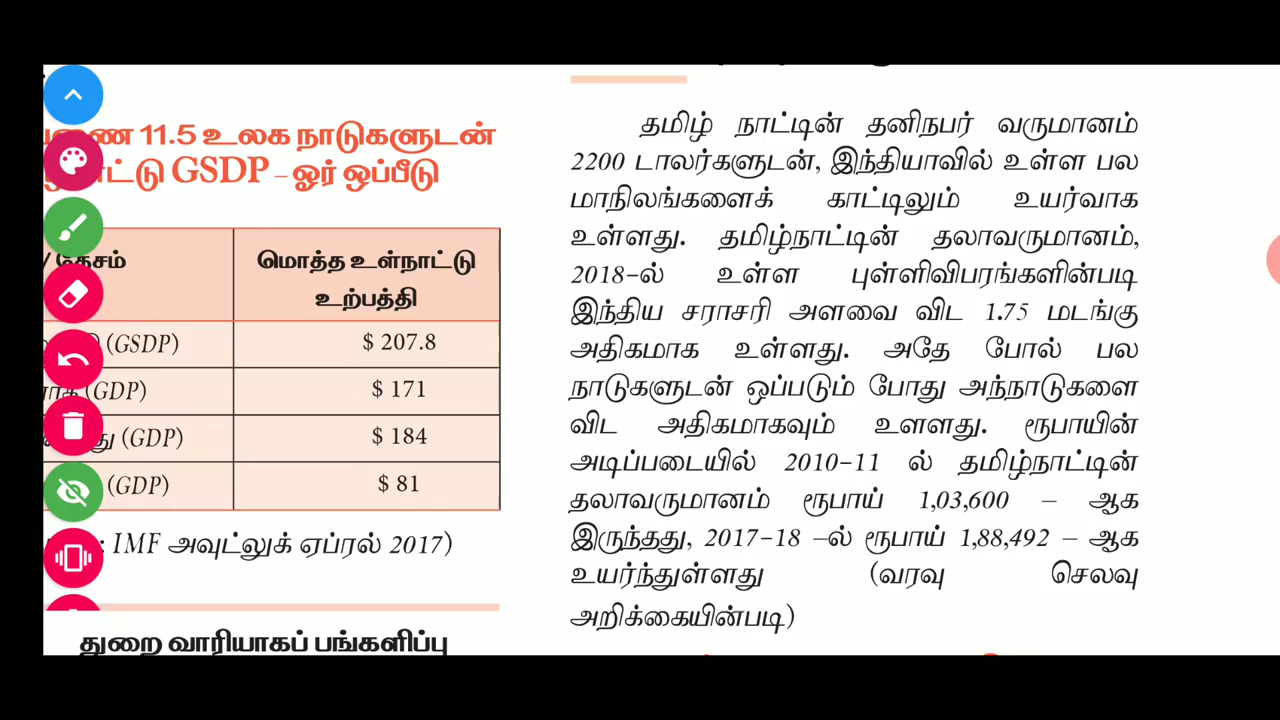 11.5 உலக நாடுகளுடன்
GSDP – ஓர் ஒப்பீடு
மொத்த உள்நாட்டு
உற்பத்தி
(GSDP) $ 207.8
(GDP) $ 171
(GDP) $ 184
(GDP) $ 81
: IMF அவுட்லுக் ஏப்ரல் 2017)
துறை வாரியாகப் பங்களிப்பு
தமிழ் நாட்டின் தனிநபர் வருமானம்
2200 டாலர்களுடன், இந்தியாவில் உள்ள பல
மாநிலங்களைக் காட்டிலும் உயர்வாக
உள்ளது. தமிழ்நாட்டின் தலாவருமானம்,
2018-ல் உள்ள புள்ளிவிபரங்களின்படி
இந்திய சராசரி அளவை விட 1.75 மடங்கு
அதிகமாக உள்ளது. அதே போல் பல
நாடுகளுடன் ஒப்படும் போது அந்நாடுகளை
விட அதிகமாகவும் உளளது. ரூபாயின்
அடிப்படையில் 2010-11 ல் தமிழ்நாட்டின்
தலாவருமானம் ரூபாய் 1,03,600 – ஆக
இருந்தது, 2017-18 –ல் ரூபாய் 1,88,492 – ஆக
உயர்ந்துள்ளது (வரவு செலவு
அறிக்கையின்படி)